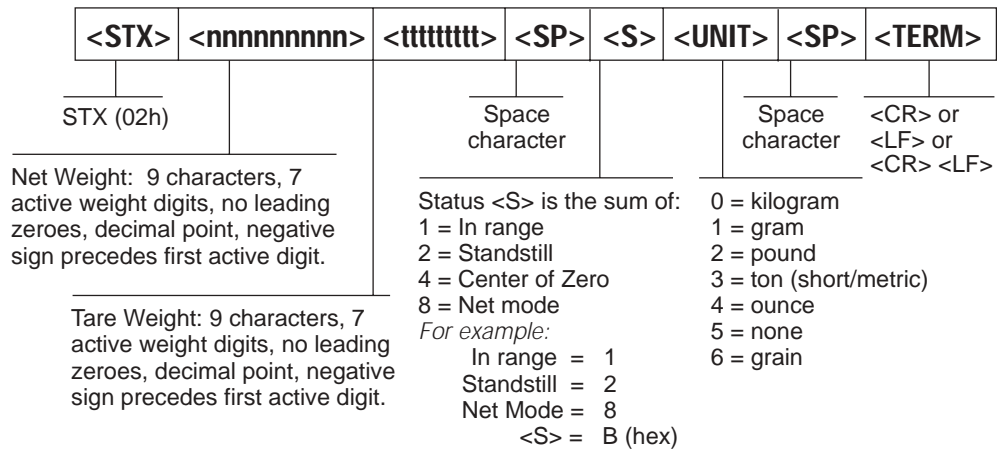 <STX> <nnnnnnnnn> <ttttttttt> <SP> <S> <UNIT> <SP> <TERM>
STX (02h)
Net Weight: 9 characters, 7
active weight digits, no leading
zeroes, decimal point, negative
sign precedes first active digit.
Tare Weight: 9 characters, 7
active weight digits, no leading
zeroes, decimal point, negative
sign precedes first active digit.
Space
character
Status <S> is the sum of:
1 = In range
2 = Standstill
4 = Center of Zero
8 = Net mode
For example:
In range = 1
Standstill = 2
Net Mode = 8
<S> = B (hex)
0 = kilogram
1 = gram
2 = pound
3 = ton (short/metric)
4 = ounce
5 = none
6 = grain
Space
character
<CR> or
<LF> or
<CR> <LF>